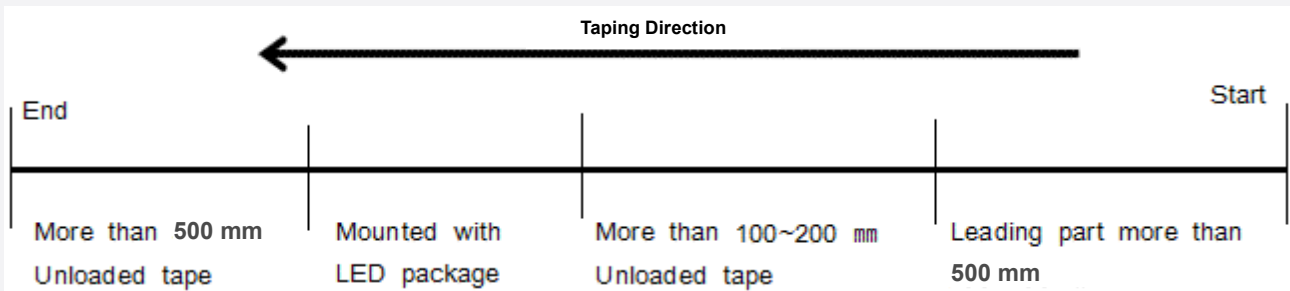 Taping Direction
End
Start
More than 500 mm
Unloaded tape
Mounted with
LED package
More than 100~200 ㎜
Unloaded tape
Leading part more than
500 mm